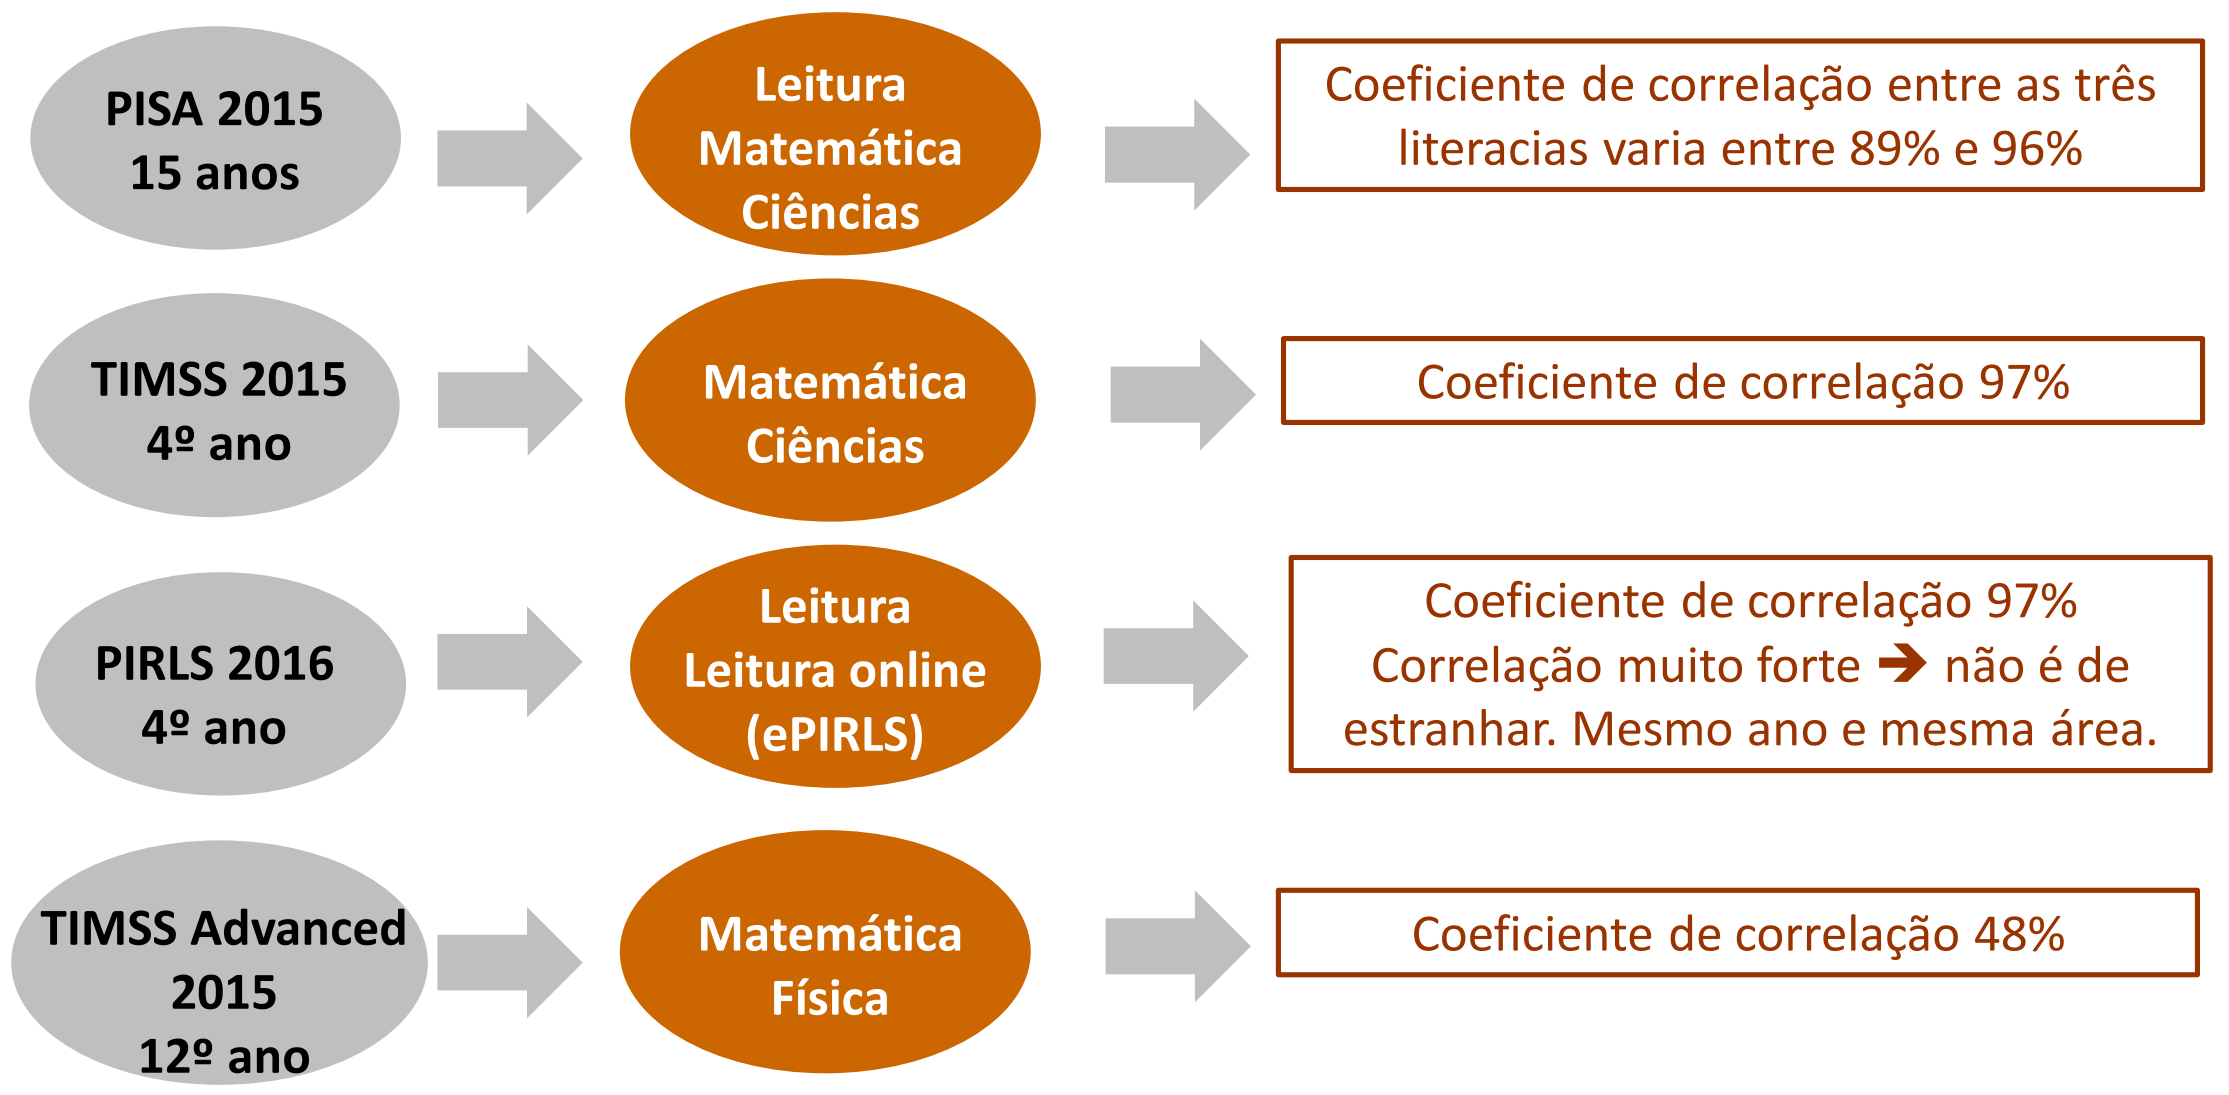 PISA 2015
15 anos
Leitura
Matemática
Ciências
Coeficiente de correlação entre as três
literacias varia entre 89% e 96%
TIMSS 2015
4º ano
Matemática
Ciências
Coeficiente de correlação 97%
PIRLS 2016
4º ano
Leitura
Leitura online
(ePIRLS)
Coeficiente de correlação 97%
Correlação muito forte ➔ não é de
estranhar. Mesmo ano e mesma área.
TIMSS Advanced
2015
12º ano
Matemática
Física
Coeficiente de correlação 48%